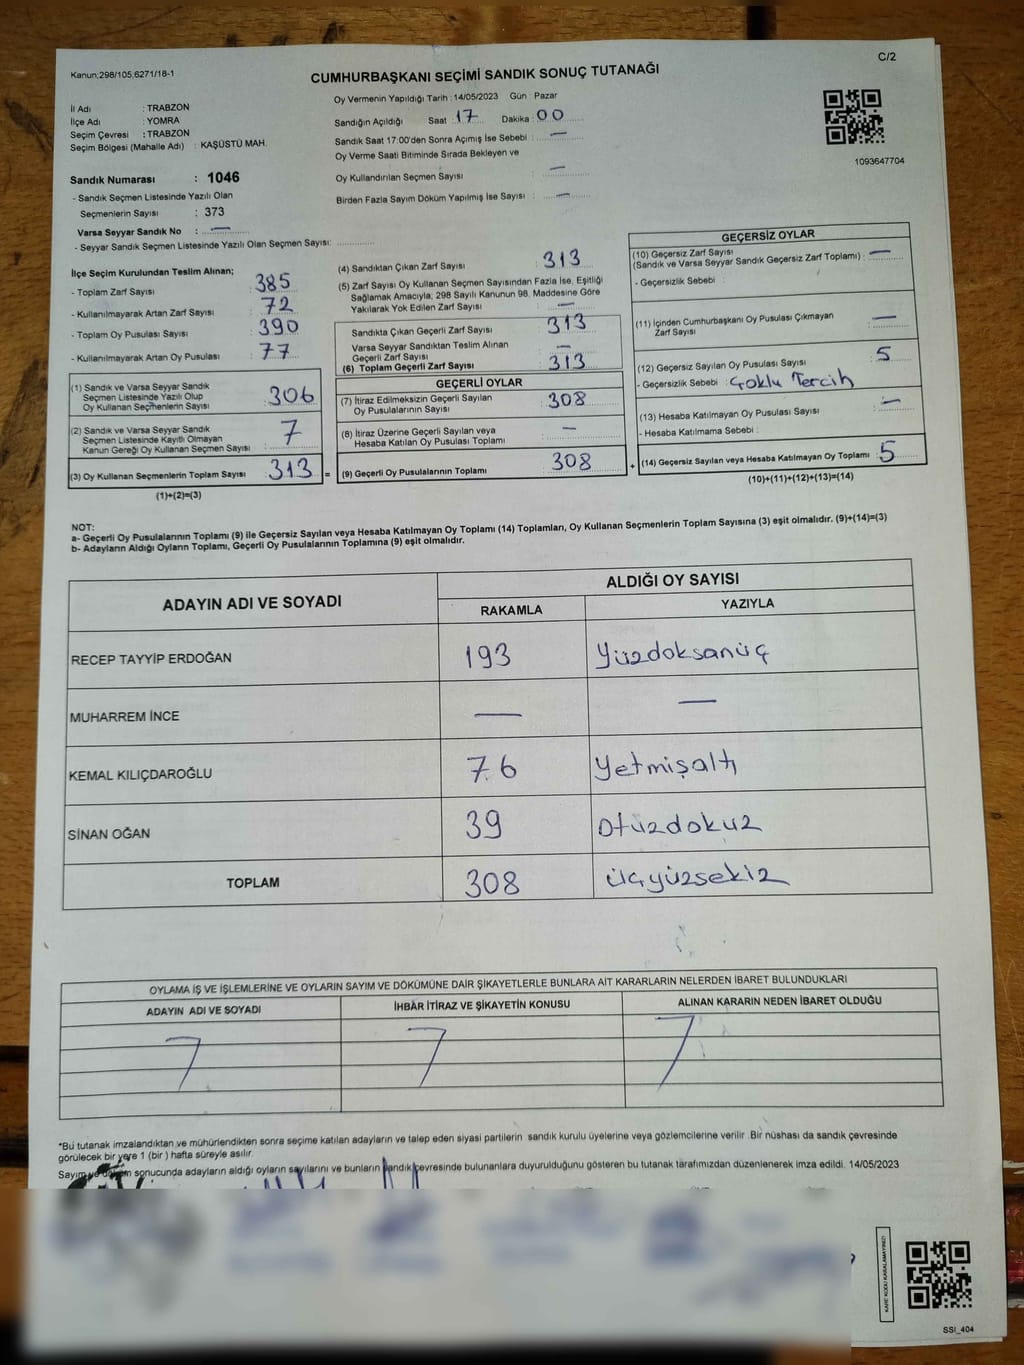 Kanun;298/105,6271/18-1
C/2
CUMHURBAŞKANI SEÇİMİ SANDIK SONUÇ TUTANAĞI
İl Adı : TRABZON
İlçe Adı : YOMRA
Seçim Çevresi : TRABZON
Seçim Bölgesi (Mahalle Adı) : KAŞÜSTÜ MAH.
Oy Vermenin Yapıldığı Tarih : 14/05/2023 Gün : Pazar
Sandığın Açıldığı Saat : 17 Dakika : 00
Sandık Saat 17:00'den Sonra Açımış İse Sebebi : —
Oy Verme Saati Bitiminde Sırada Bekleyen ve
Oy Kullandırılan Seçmen Sayısı : —
Birden Fazla Sayım Döküm Yapılmış İse Sayısı : —
1093647704
Sandık Numarası : 1046
- Sandık Seçmen Listesinde Yazılı Olan
Seçmenlerin Sayısı : 373
Varsa Seyyar Sandık No : —
- Seyyar Sandık Seçmen Listesinde Yazılı Olan Seçmen Sayısı:
İlçe Seçim Kurulundan Teslim Alınan;
- Toplam Zarf Sayısı : 385
- Kullanılmayarak Artan Zarf Sayısı : 72
- Toplam Oy Pusulası Sayısı : 390
- Kullanılmayarak Artan Oy Pusulası : 77
(1) Sandık ve Varsa Seyyar Sandık
Seçmen Listesinde Yazılı Olup
Oy Kullanan Seçmenlerin Sayısı : 306
(2) Sandık ve Varsa Seyyar Sandık
Seçmen Listesinde Kayıtlı Olmayan
Kanun Gereği Oy Kullanan Seçmen Sayısı : 7
(3) Oy Kullanan Seçmenlerin Toplam Sayısı : 313 =
(1)+(2)=(3)
(4) Sandıktan Çıkan Zarf Sayısı : 313
(5) Zarf Sayısı Oy Kullanan Seçmen Sayısından Fazla İse, Eşitliği
Sağlamak Amacıyla; 298 Sayılı Kanunun 98. Maddesine Göre
Yakılarak Yok Edilen Zarf Sayısı : —
Sandıkta Çıkan Geçerli Zarf Sayısı : 313
Varsa Seyyar Sandıktan Teslim Alınan
Geçerli Zarf Sayısı : —
(6) Toplam Geçerli Zarf Sayısı : 313
GEÇERLİ OYLAR
(7) İtiraz Edilmeksizin Geçerli Sayılan
Oy Pusulalarının Sayısı : 308
(8) İtiraz Üzerine Geçerli Sayılan veya
Hesaba Katılan Oy Pusulası Toplamı : —
(9) Geçerli Oy Pusulalarının Toplamı : 308 +
GEÇERSİZ OYLAR
(10) Geçersiz Zarf Sayısı
(Sandık ve Varsa Seyyar Sandık Geçersiz Zarf Toplamı) : —
- Geçersizlik Sebebi :
(11) İçinden Cumhurbaşkanı Oy Pusulası Çıkmayan
Zarf Sayısı : —
(12) Geçersiz Sayılan Oy Pusulası Sayısı : 5
- Geçersizlik Sebebi : Çoklu Tercih
(13) Hesaba Katılmayan Oy Pusulası Sayısı : —
- Hesaba Katılmama Sebebi :
(14) Geçersiz Sayılan veya Hesaba Katılmayan Oy Toplamı : 5
(10)+(11)+(12)+(13)=(14)
NOT:
a- Geçerli Oy Pusulalarının Toplamı (9) ile Geçersiz Sayılan veya Hesaba Katılmayan Oy Toplamı (14) Toplamları, Oy Kullanan Seçmenlerin Toplam Sayısına (3) eşit olmalıdır. (9)+(14)=(3)
b- Adayların Aldığı Oyların Toplamı, Geçerli Oy Pusulalarının Toplamına (9) eşit olmalıdır.
ADAYIN ADI VE SOYADI ALDIĞI OY SAYISI
RAKAMLA YAZIYLA
RECEP TAYYİP ERDOĞAN 193 Yüzdoksanüç
MUHARREM İNCE — —
KEMAL KILIÇDAROĞLU 76 Yetmişaltı
SİNAN OĞAN 39 Otuzdokuz
TOPLAM 308 üçyüzsekiz
OYLAMA İŞ VE İŞLEMLERİNE VE OYLARIN SAYIM VE DÖKÜMÜNE DAİR ŞİKAYETLERLE BUNLARA AİT KARARLARIN NELERDEN İBARET BULUNDUKLARI
ADAYIN ADI VE SOYADI İHBAR İTİRAZ VE ŞİKAYETİN KONUSU ALINAN KARARIN NEDEN İBARET OLDUĞU
*Bu tutanak imzalandıktan ve mühürlendikten sonra seçime katılan adayların ve talep eden siyasi partilerin sandık kurulu üyelerine veya gözlemcilerine verilir .Bir nüshası da sandık çevresinde
görülecek bir yere 1 (bir ) hafta süreyle asılır.
Sayım ve döküm sonucunda adayların aldığı oyların sayılarını ve bunların sandık çevresinde bulunanlara duyurulduğunu gösteren bu tutanak tarafımızdan düzenlenerek imza edildi. 14/05/2023
KARE KODU KARALAMAYINIZ!
SSI_404